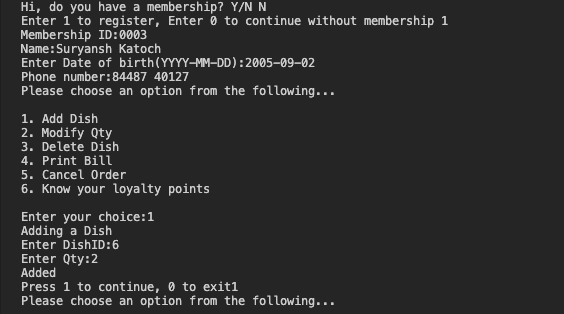 Hi, do you have a membership? Y/N N
Enter 1 to register, Enter 0 to continue without membership 1
Membership ID:0003
Name:Suryansh Katoch
Enter Date of birth(YYYY-MM-DD):2005-09-02
Phone number:84487 40127
Please choose an option from the following...
1. Add Dish
2. Modify Qty
3. Delete Dish
4. Print Bill
5. Cancel Order
6. Know your loyalty points
Enter your choice:1
Adding a Dish
Enter DishID:6
Enter Qty:2
Added
Press 1 to continue, 0 to exit1
Please choose an option from the following...